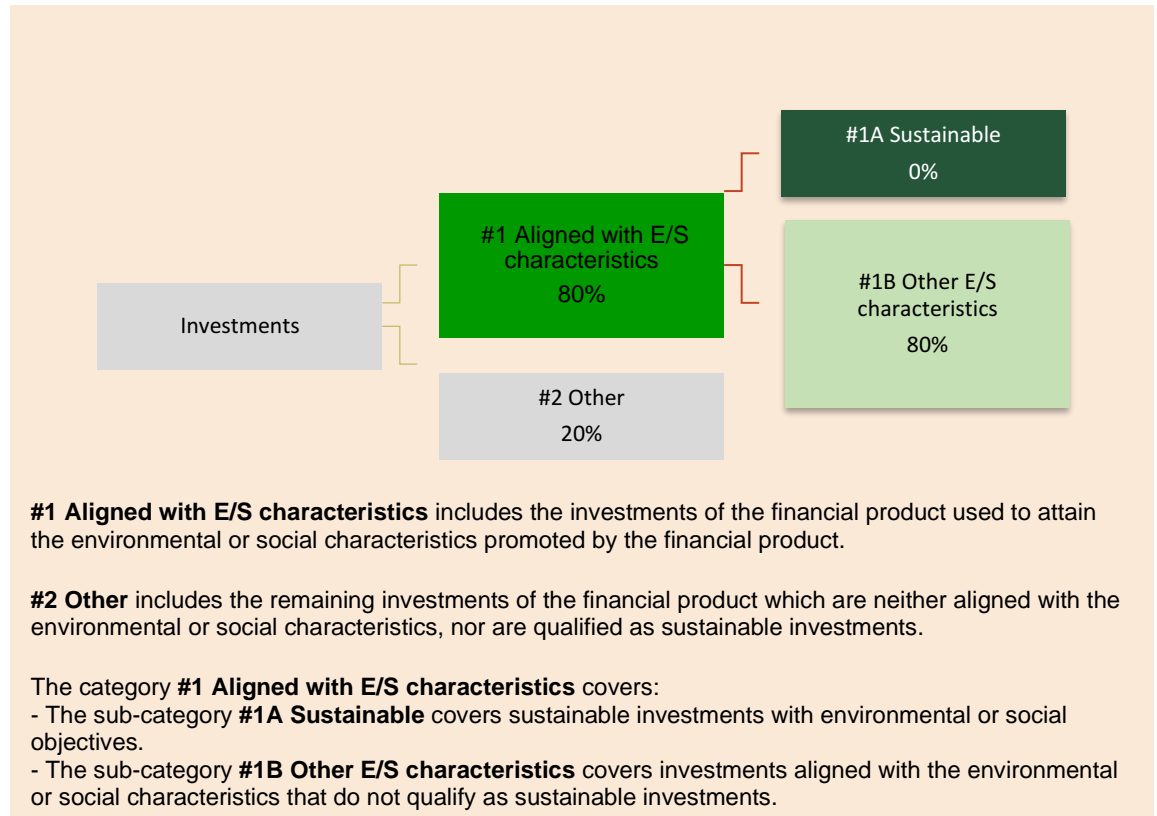 #1A Sustainable
0%
#1 Aligned with E/S
characteristics
80%
#1B Other E/S
characteristics
80%
Investments
#2 Other
20%
#1 Aligned with E/S characteristics includes the investments of the financial product used to attain
the environmental or social characteristics promoted by the financial product.
#2 Other includes the remaining investments of the financial product which are neither aligned with the
environmental or social characteristics, nor are qualified as sustainable investments.
The category #1 Aligned with E/S characteristics covers:
- The sub-category #1A Sustainable covers sustainable investments with environmental or social
objectives.
- The sub-category #1B Other E/S characteristics covers investments aligned with the environmental
or social characteristics that do not qualify as sustainable investments.